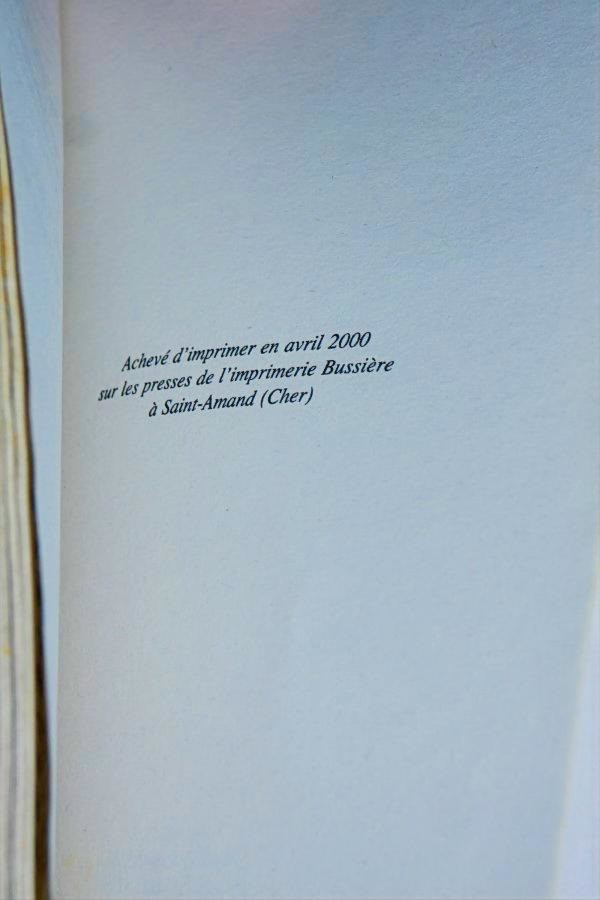 Achevé d'imprimer en avril 2000
sur les presses de l'imprimerie Bussière
à Saint-Amand (Cher)